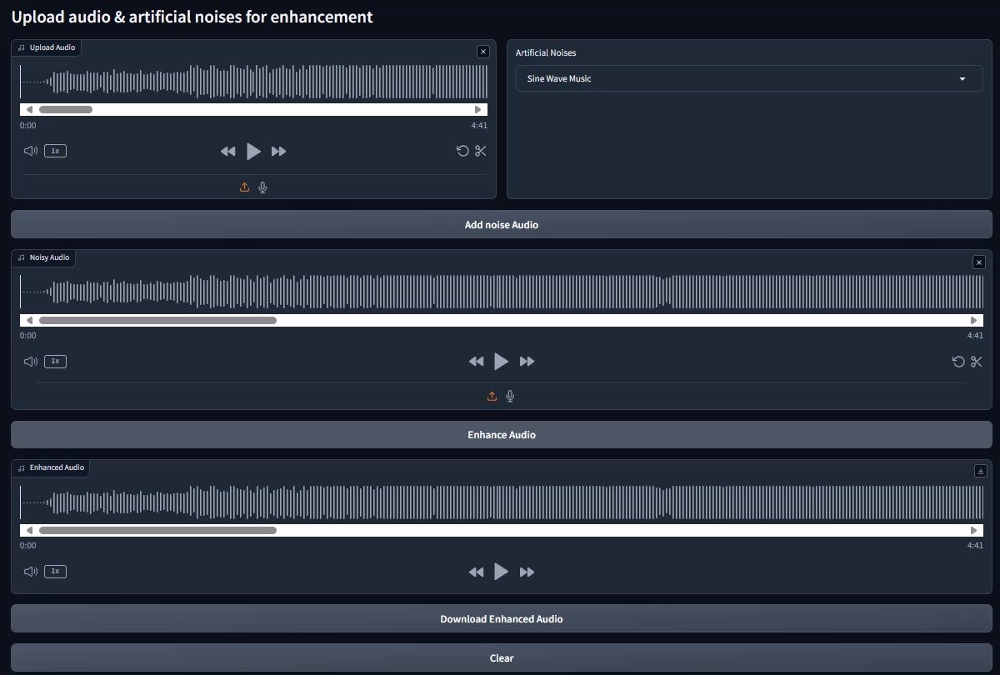 Upload audio & artificial noises for enhancement
Upload Audio
0:00 4:41
1x
Artificial Noises
Sine Wave Music
Add noise Audio
Noisy Audio
0:00 4:41
1x
Enhance Audio
Enhanced Audio
0:00 4:41
1x
Download Enhanced Audio
Clear